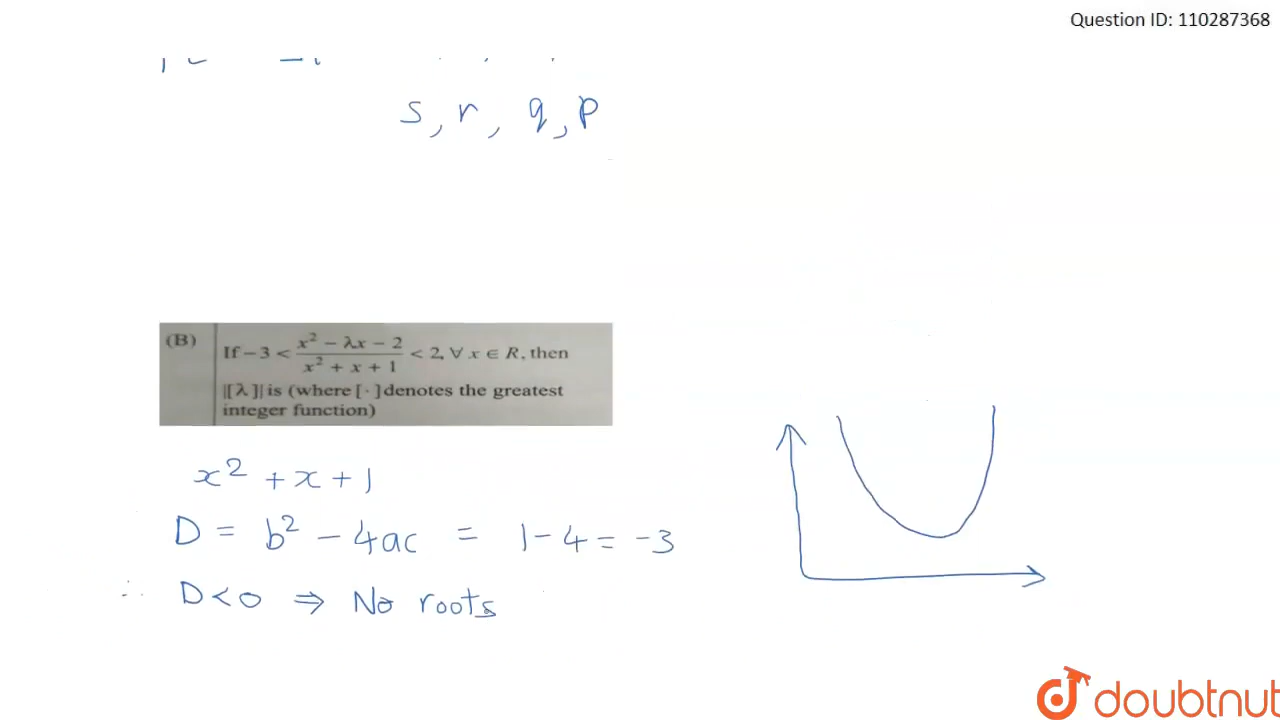 Question ID: 110287368
s, r, q, p
(B)
If −3 < (x² − λx − 2)/(x² + x + 1) < 2, ∀ x ∈ R, then
|[λ]| is (where [·] denotes the greatest
integer function)
x² + x + 1
D = b² − 4ac = 1 − 4 = −3
∴ D < 0 ⇒ No roots
doubtnut